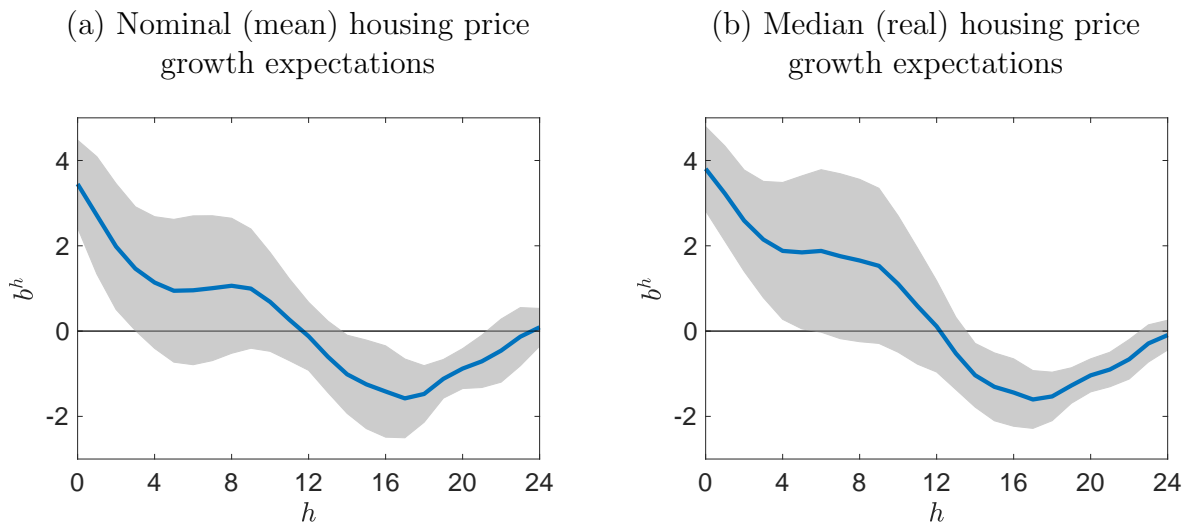 (a) Nominal (mean) housing price
growth expectations
4
2
0
-2
b^h
0 4 8 12 16 20 24
h
(b) Median (real) housing price
growth expectations
4
2
0
-2
b^h
0 4 8 12 16 20 24
h